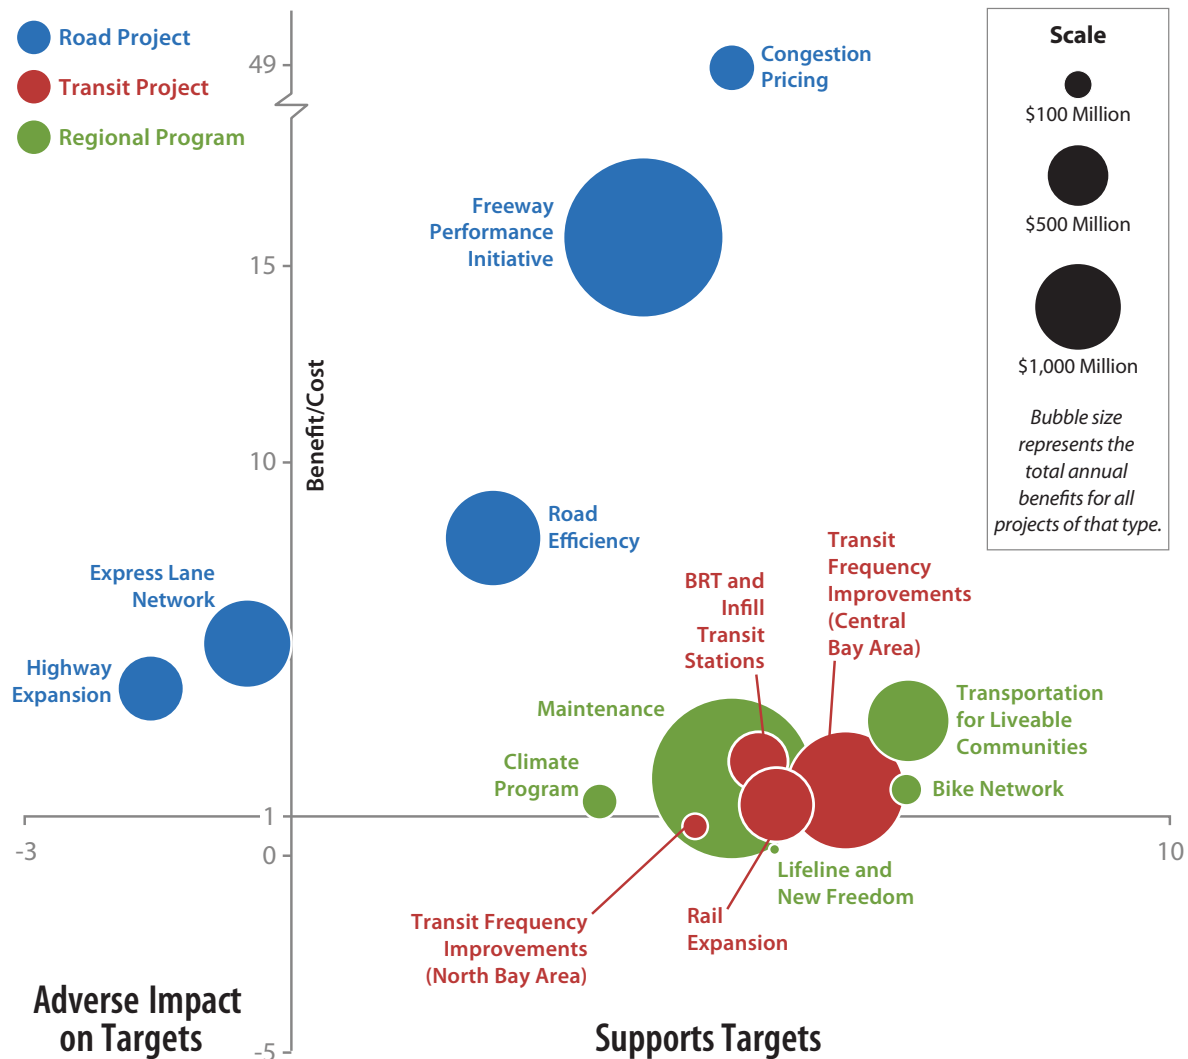 Road Project
Transit Project
Regional Program
49
15
10
1
0
-5
-3
10
Benefit/Cost
Congestion
Pricing
Freeway
Performance
Initiative
Road
Efficiency
Express Lane
Network
Highway
Expansion
BRT and
Infill
Transit
Stations
Transit
Frequency
Improvements
(Central
Bay Area)
Maintenance
Climate
Program
Transportation
for Liveable
Communities
Bike Network
Lifeline and
New Freedom
Rail
Expansion
Transit Frequency
Improvements
(North Bay Area)
Adverse Impact
on Targets
Supports Targets
Scale
$100 Million
$500 Million
$1,000 Million
Bubble size
represents the
total annual
benefits for all
projects of that type.